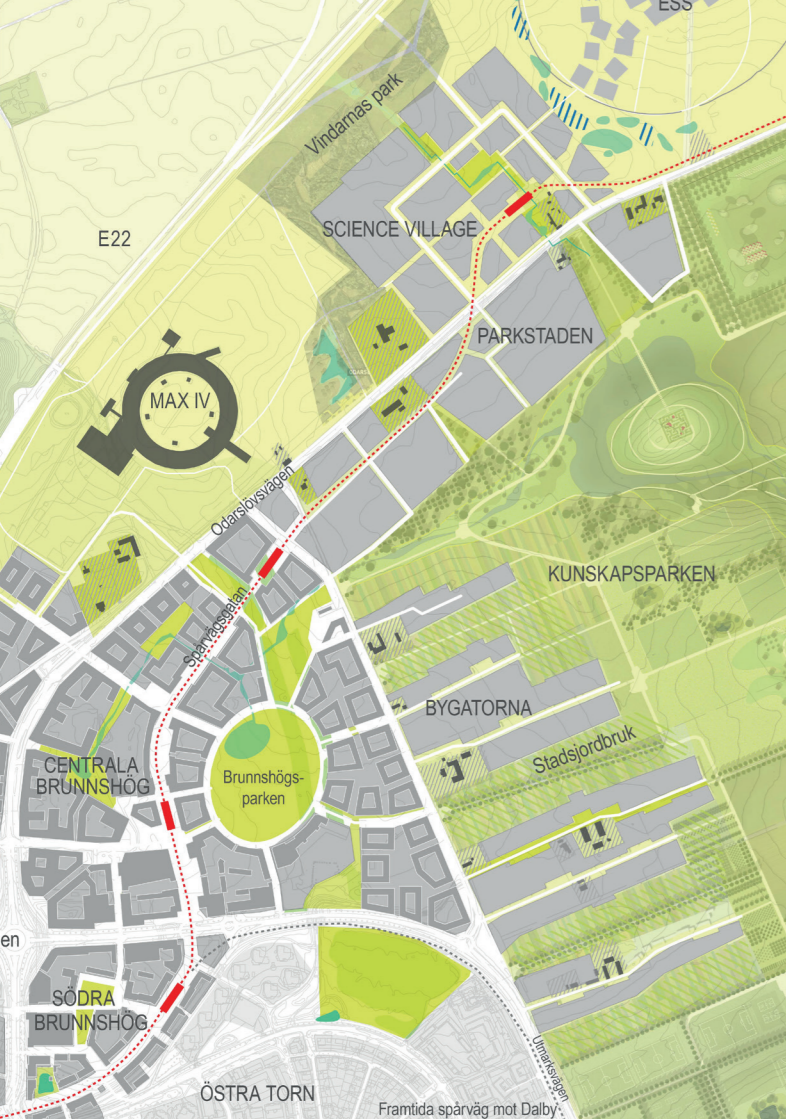 ESS
Vindarnas park
E22
SCIENCE VILLAGE
PARKSTADEN
MAX IV
Odarslövsvägen
KUNSKAPSPARKEN
Spårvägsgatan
BYGATORNA
Stadsjordbruk
CENTRALA
BRUNNSHÖG
Brunnshögs-
parken
en
SÖDRA
BRUNNSHÖG
Utmarksvägen
ÖSTRA TORN
Framtida spårväg mot Dalby